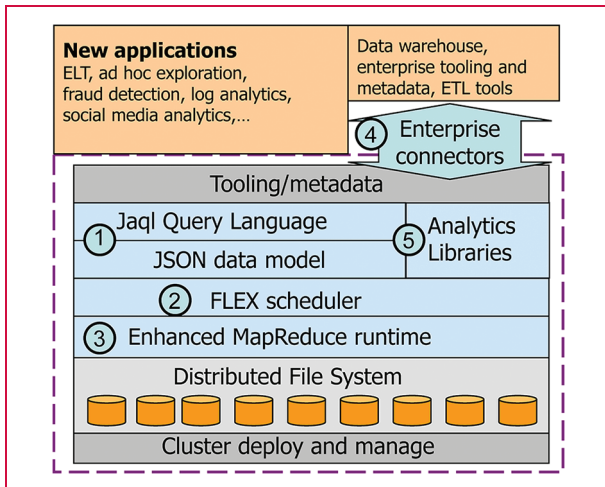 New applications
ELT, ad hoc exploration,
fraud detection, log analytics,
social media analytics,...
Data warehouse,
enterprise tooling and
metadata, ETL tools
4
Enterprise
connectors
Tooling/metadata
1
Jaql Query Language
JSON data model
5
Analytics
Libraries
2
FLEX scheduler
3
Enhanced MapReduce runtime
Distributed File System
Cluster deploy and manage